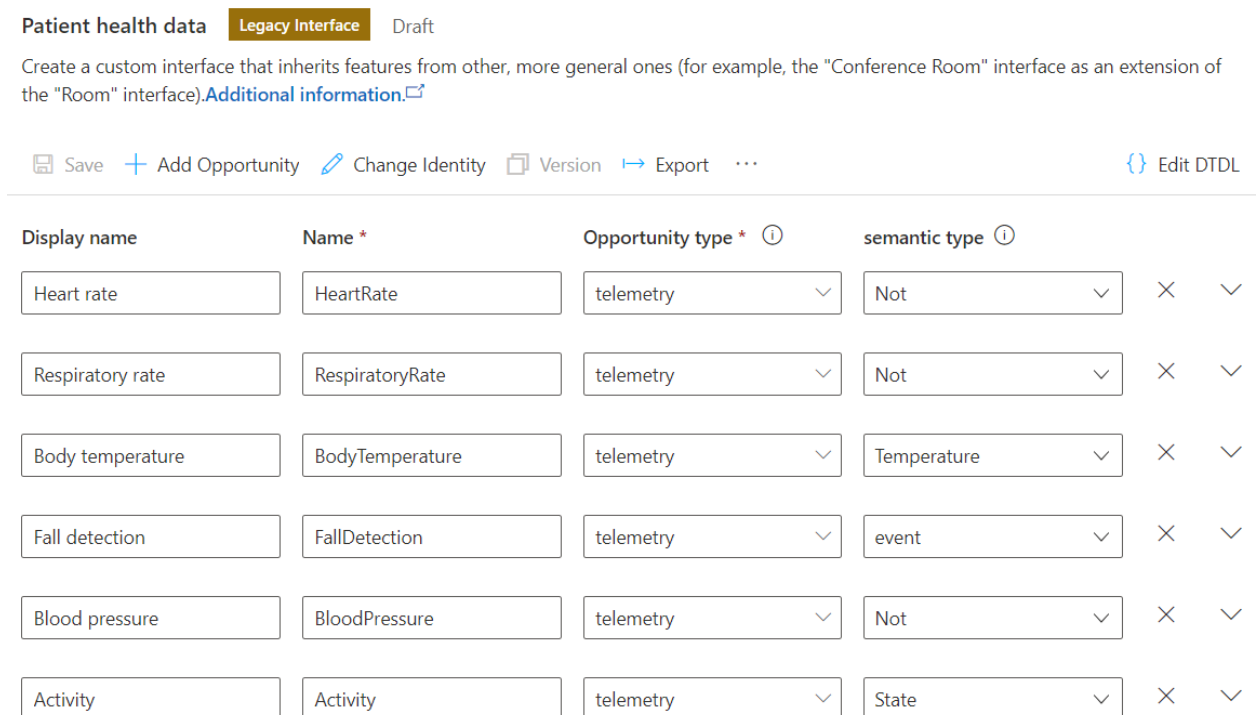 Patient health data Legacy Interface Draft
Create a custom interface that inherits features from other, more general ones (for example, the "Conference Room" interface as an extension of
the "Room" interface).Additional information.
Save Add Opportunity Change Identity Version Export ··· {} Edit DTDL
Display name Name * Opportunity type * semantic type
Heart rate HeartRate telemetry Not
Respiratory rate RespiratoryRate telemetry Not
Body temperature BodyTemperature telemetry Temperature
Fall detection FallDetection telemetry event
Blood pressure BloodPressure telemetry Not
Activity Activity telemetry State